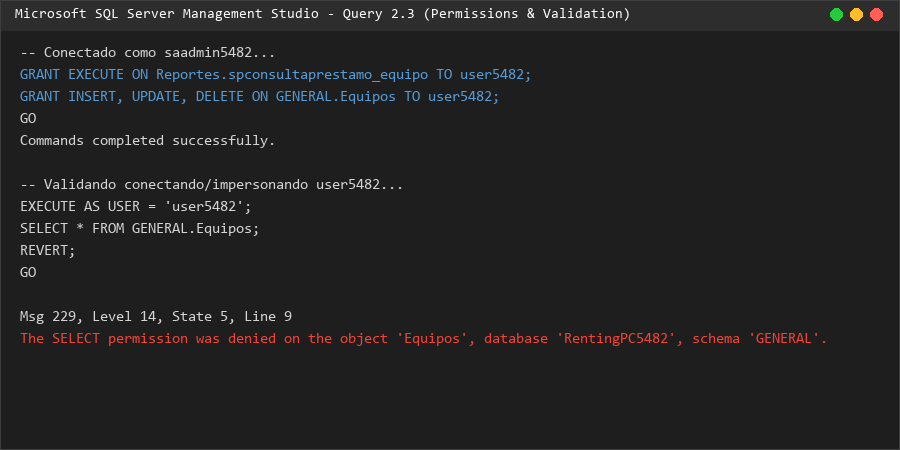 Microsoft SQL Server Management Studio - Query 2.3 (Permissions & Validation)
-- Conectado como saadmin5482...
GRANT EXECUTE ON Reportes.spconsultaprestamo_equipo TO user5482;
GRANT INSERT, UPDATE, DELETE ON GENERAL.Equipos TO user5482;
GO
Commands completed successfully.
-- Validando conectando/impersonando user5482...
EXECUTE AS USER = 'user5482';
SELECT * FROM GENERAL.Equipos;
REVERT;
GO
Msg 229, Level 14, State 5, Line 9
The SELECT permission was denied on the object 'Equipos', database 'RentingPC5482', schema 'GENERAL'.